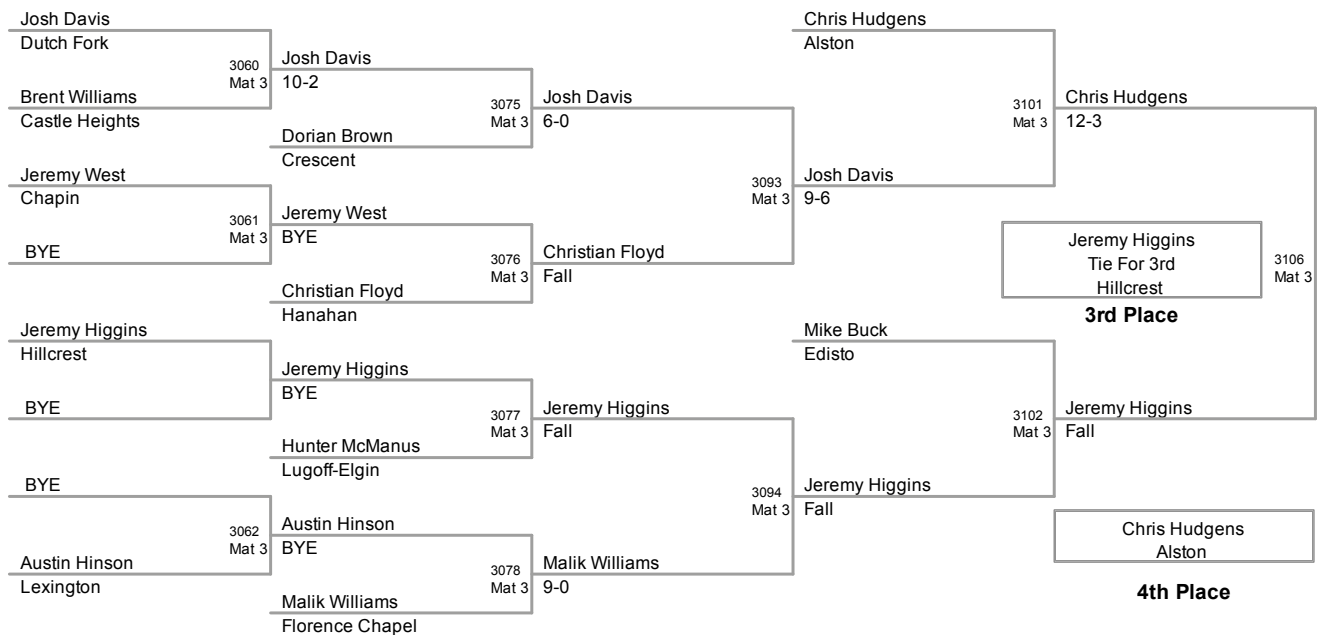 Josh Davis
Dutch Fork
3060
Mat 3
Brent Williams
Castle Heights
Jeremy West
Chapin
3061
Mat 3
BYE
Jeremy Higgins
Hillcrest
BYE
BYE
3062
Mat 3
Austin Hinson
Lexington
Josh Davis
10-2
3075
Mat 3
Dorian Brown
Crescent
Jeremy West
BYE
3076
Mat 3
Christian Floyd
Hanahan
Jeremy Higgins
BYE
3077
Mat 3
Hunter McManus
Lugoff-Elgin
Austin Hinson
BYE
3078
Mat 3
Malik Williams
Florence Chapel
Josh Davis
6-0
3093
Mat 3
Christian Floyd
Fall
Jeremy Higgins
Fall
3094
Mat 3
Malik Williams
9-0
Chris Hudgens
Alston
3101
Mat 3
Josh Davis
9-6
Mike Buck
Edisto
3102
Mat 3
Jeremy Higgins
Fall
Chris Hudgens
12-3
Jeremy Higgins
Tie For 3rd
Hillcrest
3rd Place
3106
Mat 3
Jeremy Higgins
Fall
Chris Hudgens
Alston
4th Place